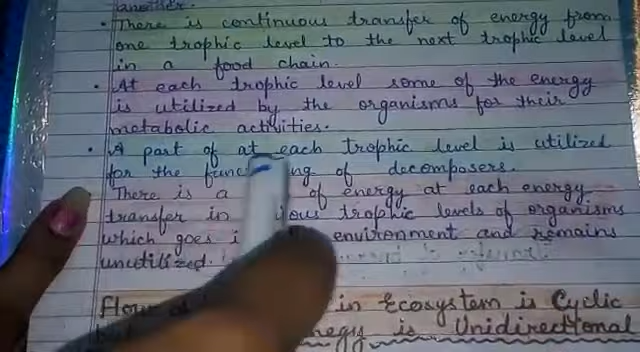 another.
• There is continuous transfer of energy from
one trophic level to the next trophic level
in a food chain.
• At each trophic level some of the energy
is utilized by the organisms for their
metabolic activities.
• A part of at each trophic level is utilized
for the of decomposers.
There is a of energy at each energy
transfer in trophic levels of organisms
which goes environment and remains
unutilized.
in Ecosystem is Cyclic
is Unidirectional